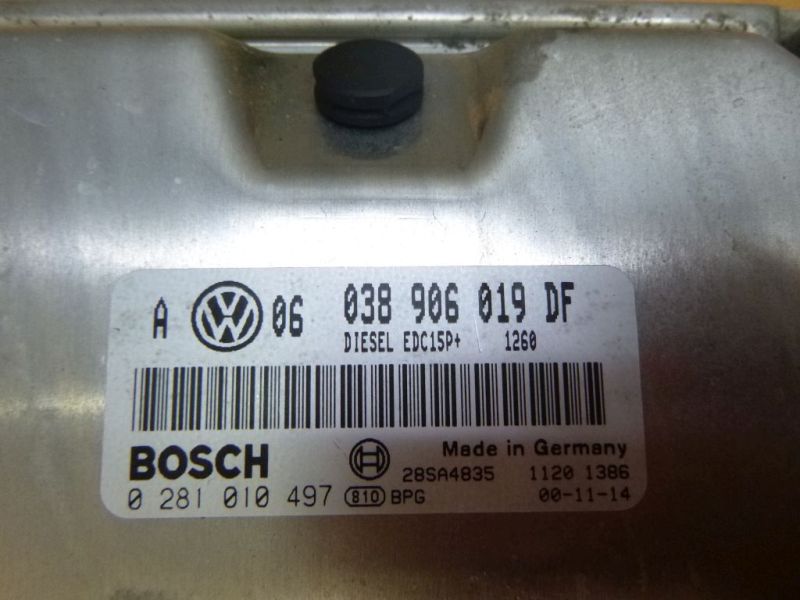 A VW 06 038 906 019 DF
DIESEL EDC15P+ 1260
BOSCH Made in Germany
28SA4835 1120 1386
0 281 010 497 810 BPG 00-11-14